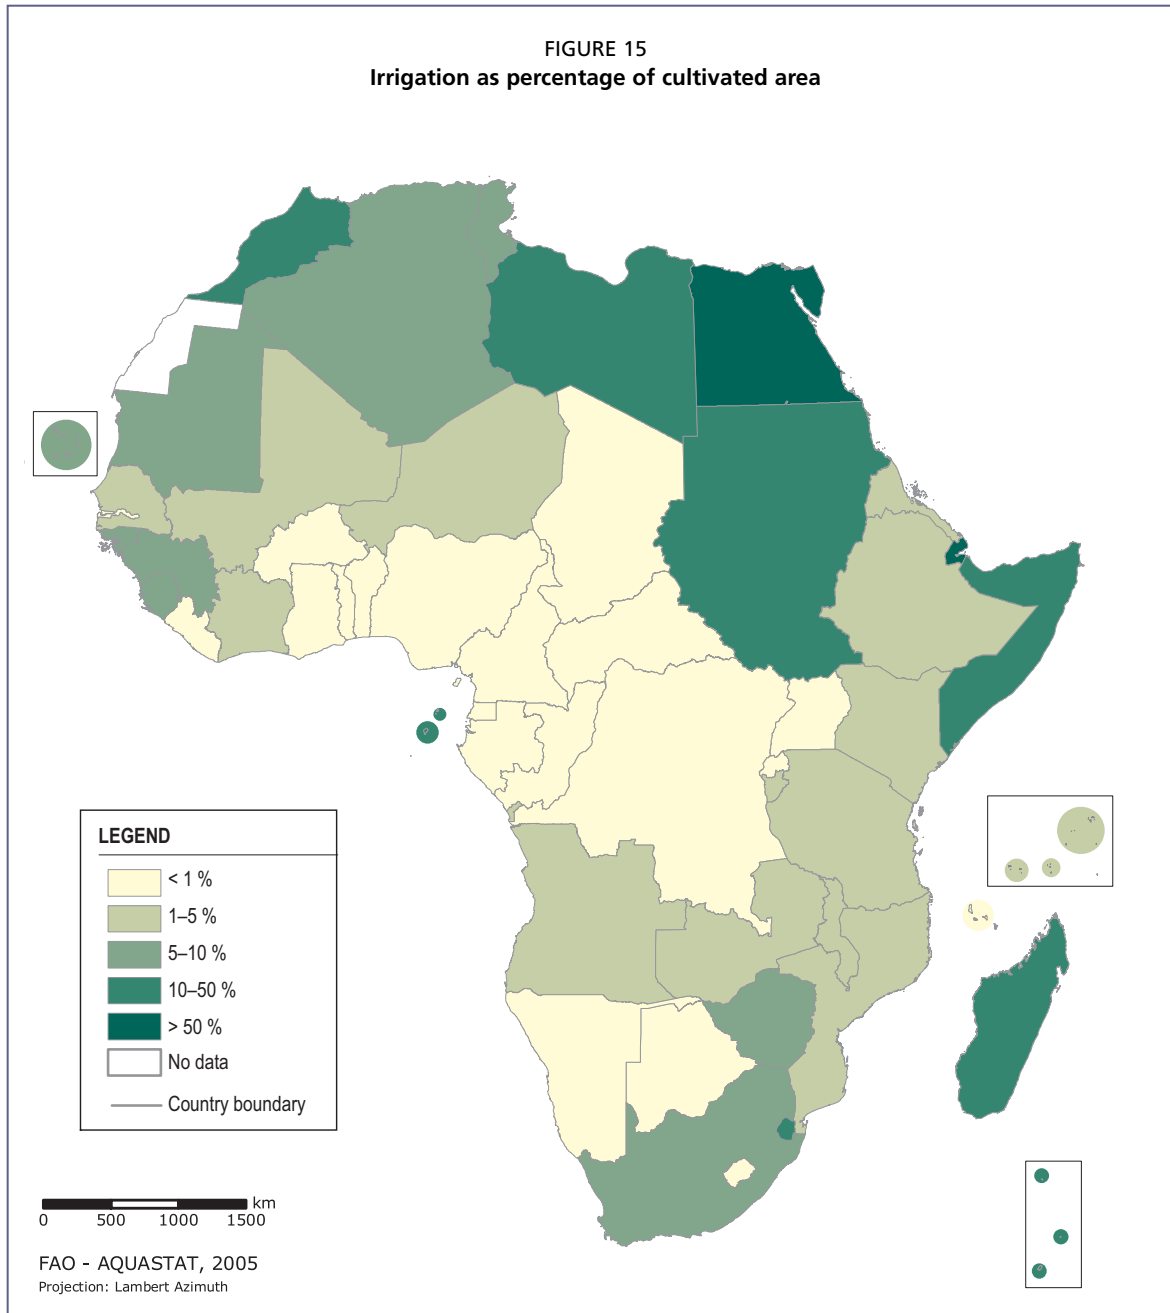 FIGURE 15
Irrigation as percentage of cultivated area
LEGEND
< 1 %
1–5 %
5–10 %
10–50 %
> 50 %
No data
Country boundary
km
0 500 1000 1500
FAO - AQUASTAT, 2005
Projection: Lambert Azimuth